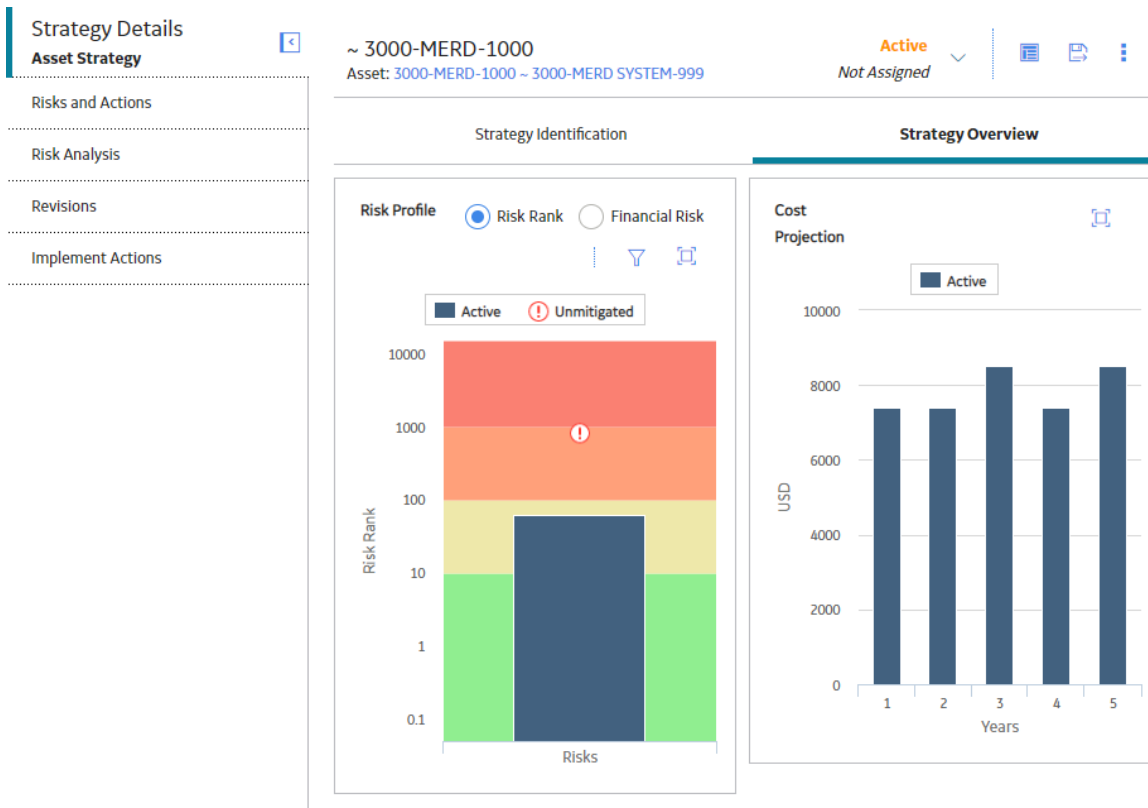 Strategy Details
Asset Strategy
Risks and Actions
Risk Analysis
Revisions
Implement Actions
~ 3000-MERD-1000
Asset: 3000-MERD-1000 ~ 3000-MERD SYSTEM-999
Active
Not Assigned
Strategy Identification
Strategy Overview
Risk Profile
Risk Rank
Financial Risk
Active
Unmitigated
10000
1000
100
10
1
0.1
Risk Rank
Risks
Cost
Projection
Active
10000
8000
6000
4000
2000
0
USD
1 2 3 4 5
Years